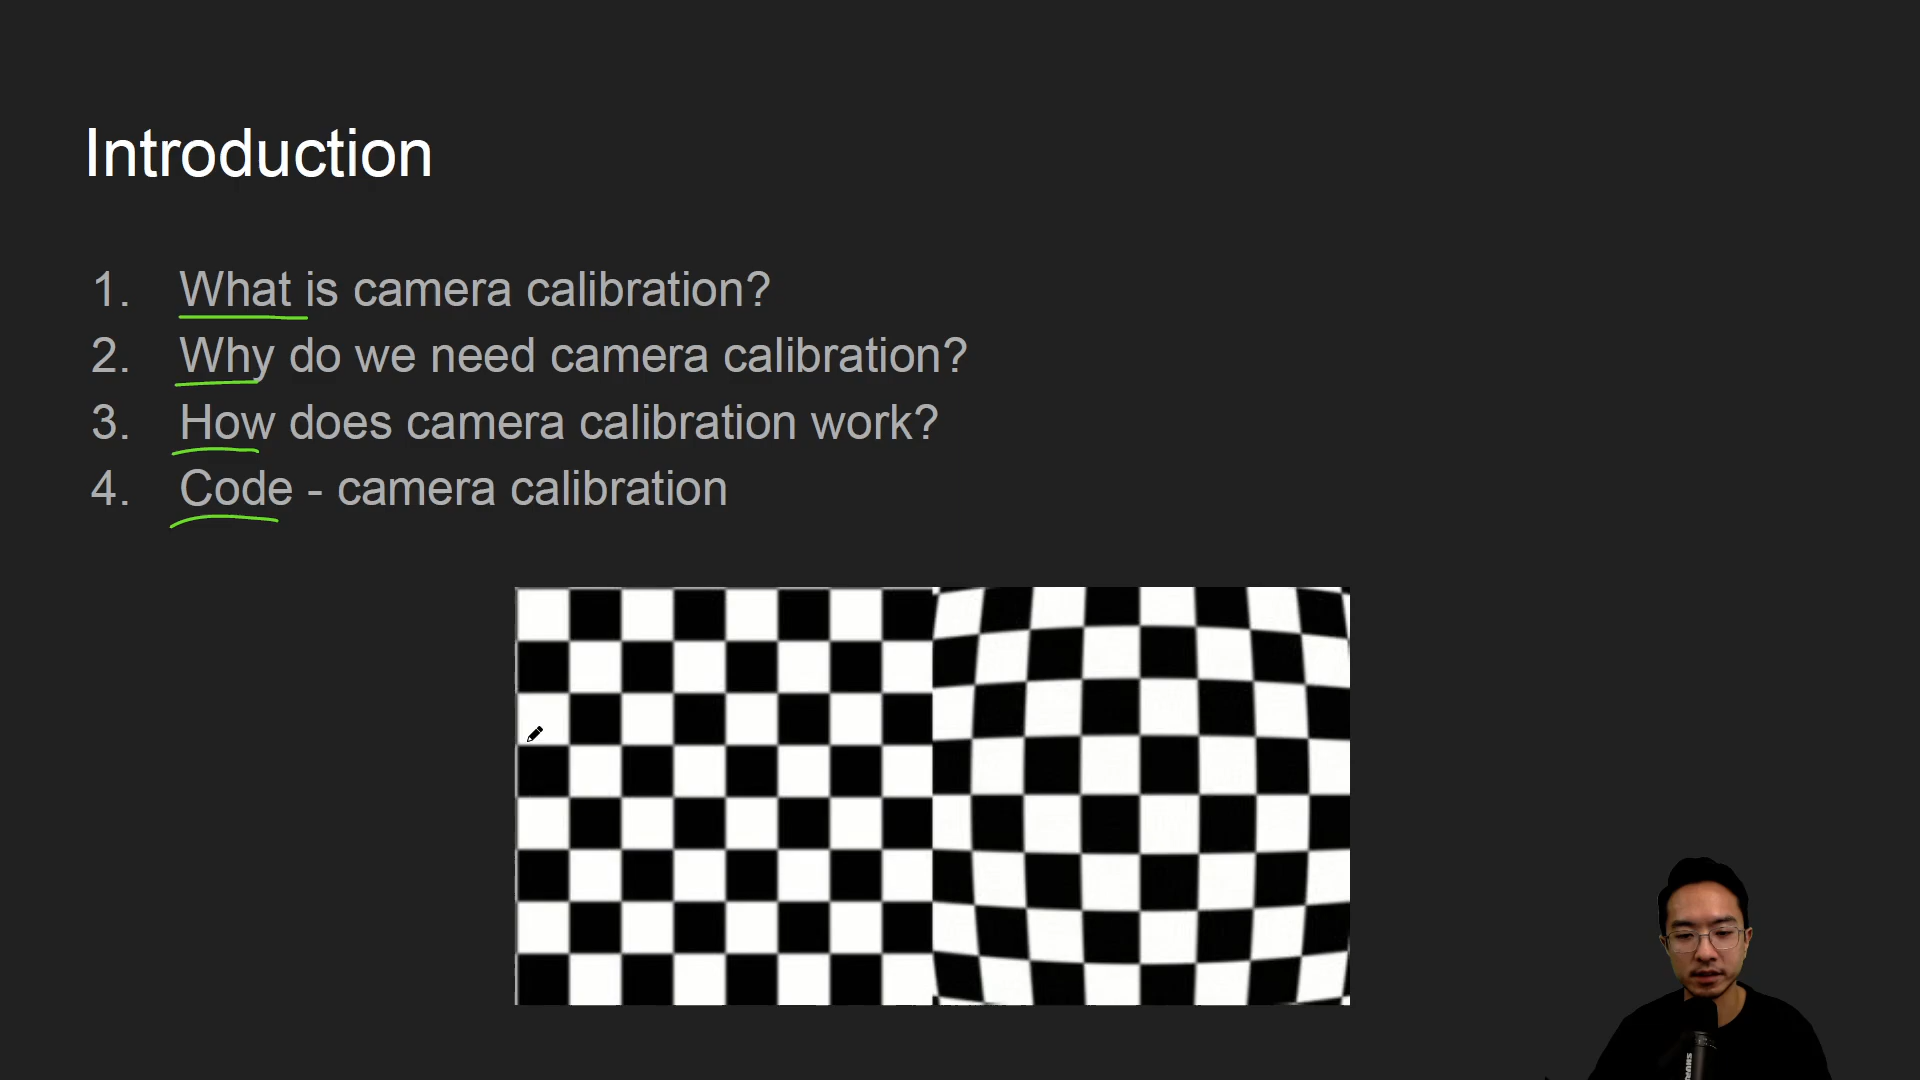 Introduction
1. What is camera calibration?
2. Why do we need camera calibration?
3. How does camera calibration work?
4. Code - camera calibration